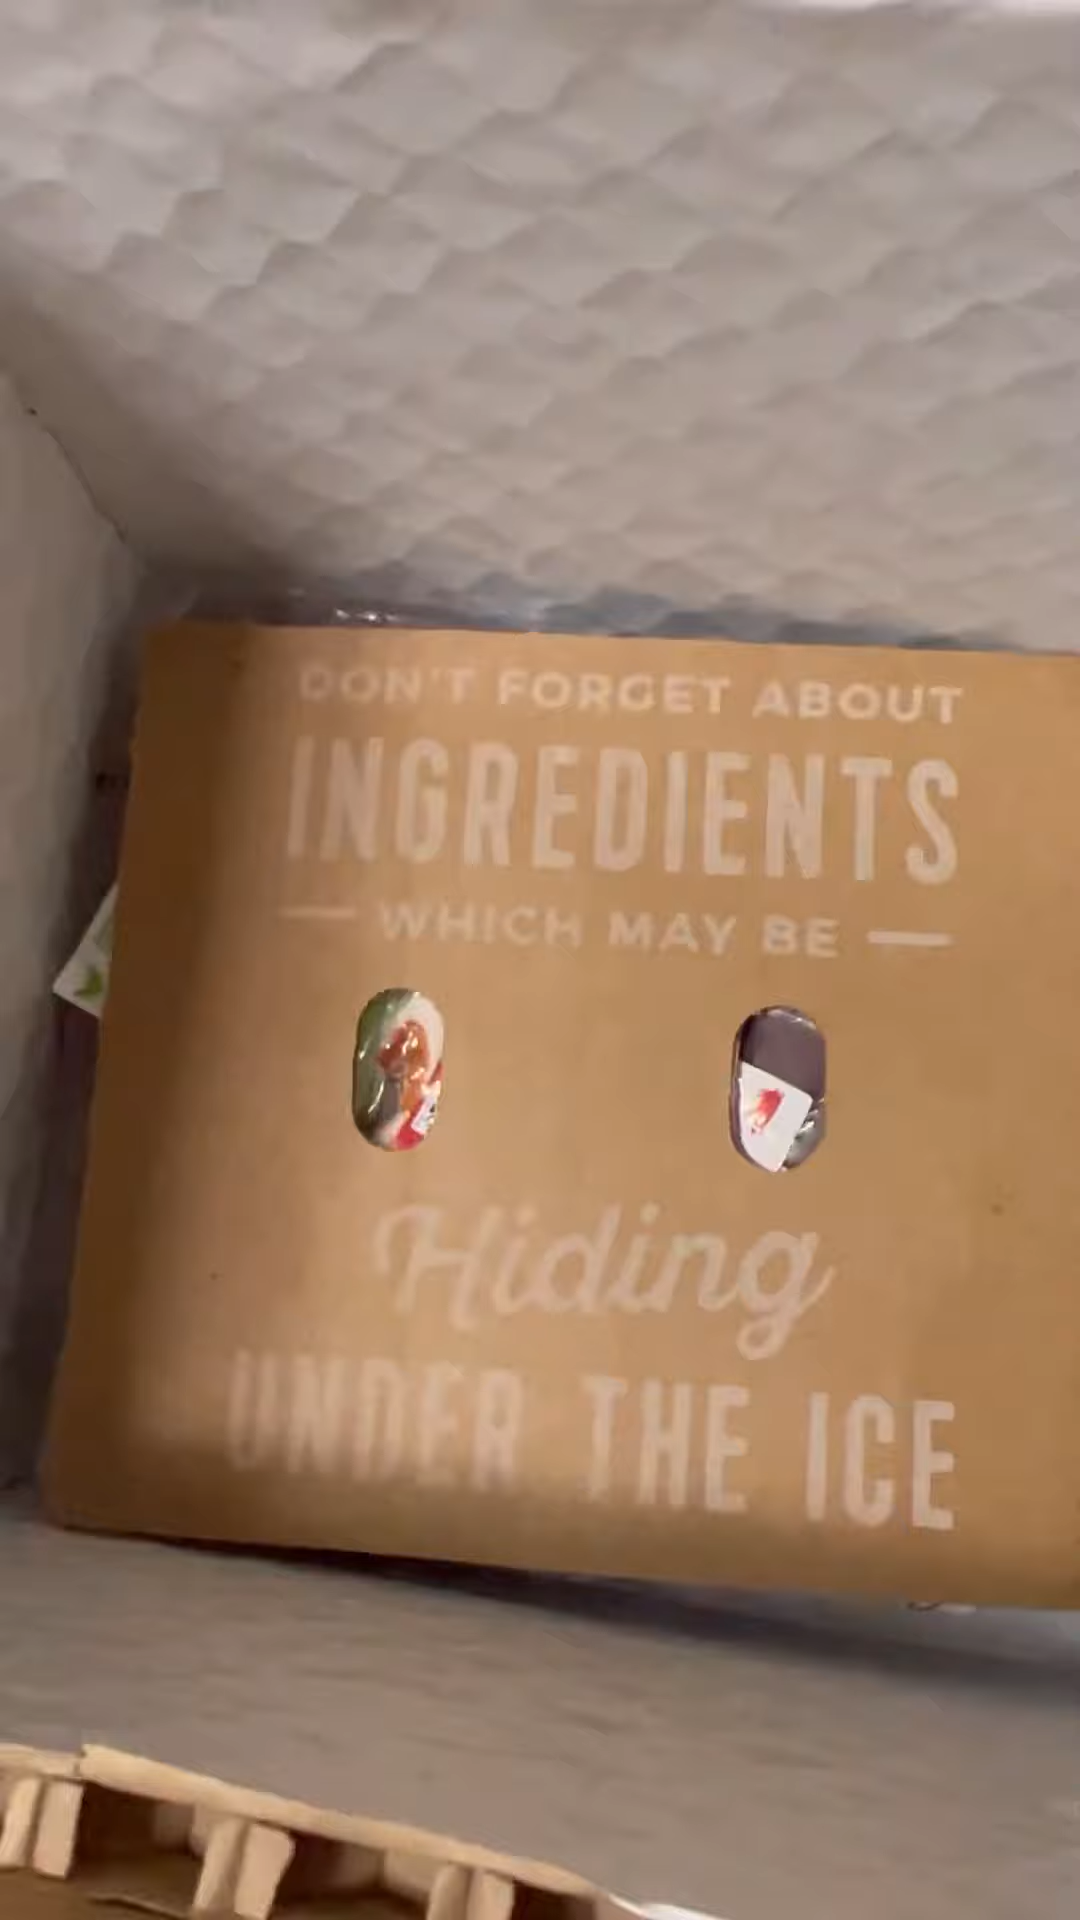 DON'T FORGET ABOUT
INGREDIENTS
WHICH MAY BE
Hiding
UNDER THE ICE